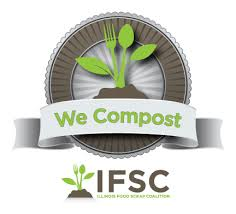 We Compost
IFSC
ILLINOIS FOOD SCRAP COALITION